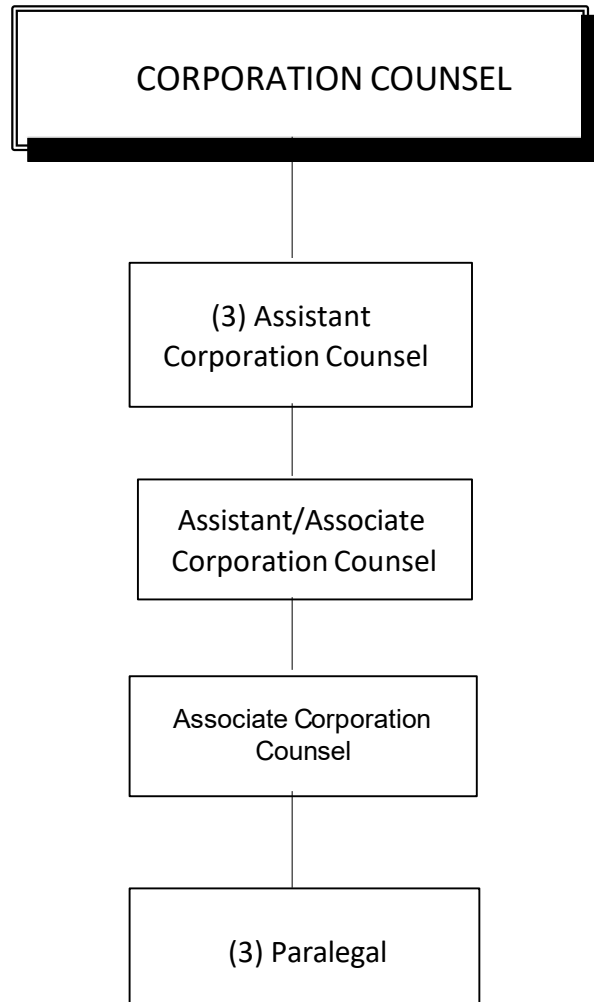 CORPORATION COUNSEL
(3) Assistant
Corporation Counsel
Assistant/Associate
Corporation Counsel
Associate Corporation
Counsel
(3) Paralegal